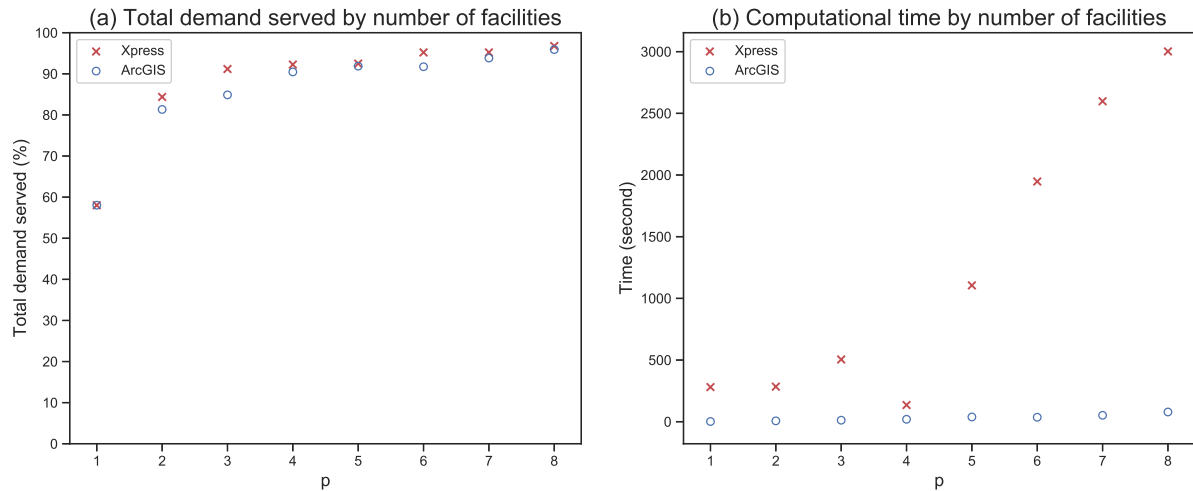 (a) Total demand served by number of facilities
100
90
80
70
60
50
40
30
20
10
0
Total demand served (%)
Xpress
ArcGIS
1 2 3 4 5 6 7 8
p
(b) Computational time by number of facilities
3000
2500
2000
1500
1000
500
0
Time (second)
Xpress
ArcGIS
1 2 3 4 5 6 7 8
p